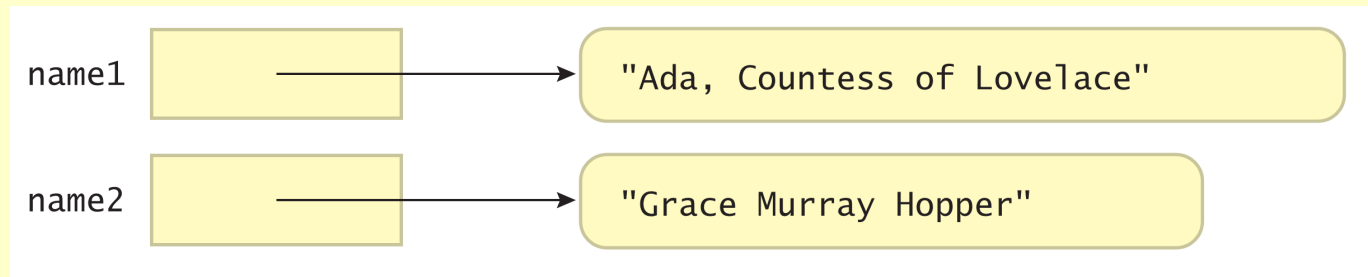 name1 "Ada, Countess of Lovelace"
name2 "Grace Murray Hopper"